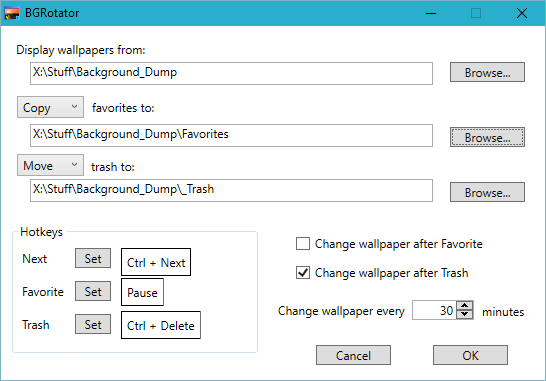 BGRotator
Display wallpapers from:
X:\Stuff\Background_Dump
Browse...
Copy favorites to:
X:\Stuff\Background_Dump\Favorites
Browse...
Move trash to:
X:\Stuff\Background_Dump\_Trash
Browse...
Hotkeys
Next Set Ctrl + Next
Favorite Set Pause
Trash Set Ctrl + Delete
Change wallpaper after Favorite
Change wallpaper after Trash
Change wallpaper every 30 minutes
Cancel OK